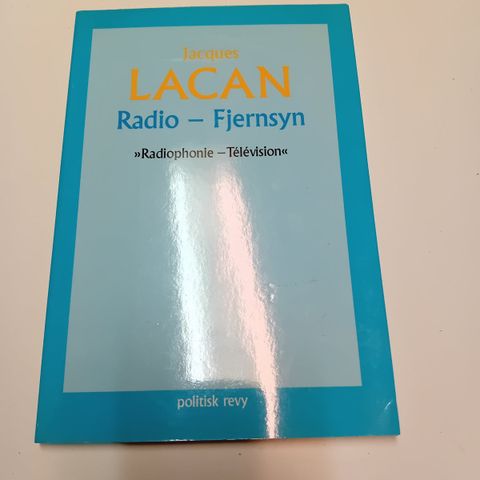 Jacques
LACAN
Radio – Fjernsyn
»Radiophonie – Télévision«
politisk revy